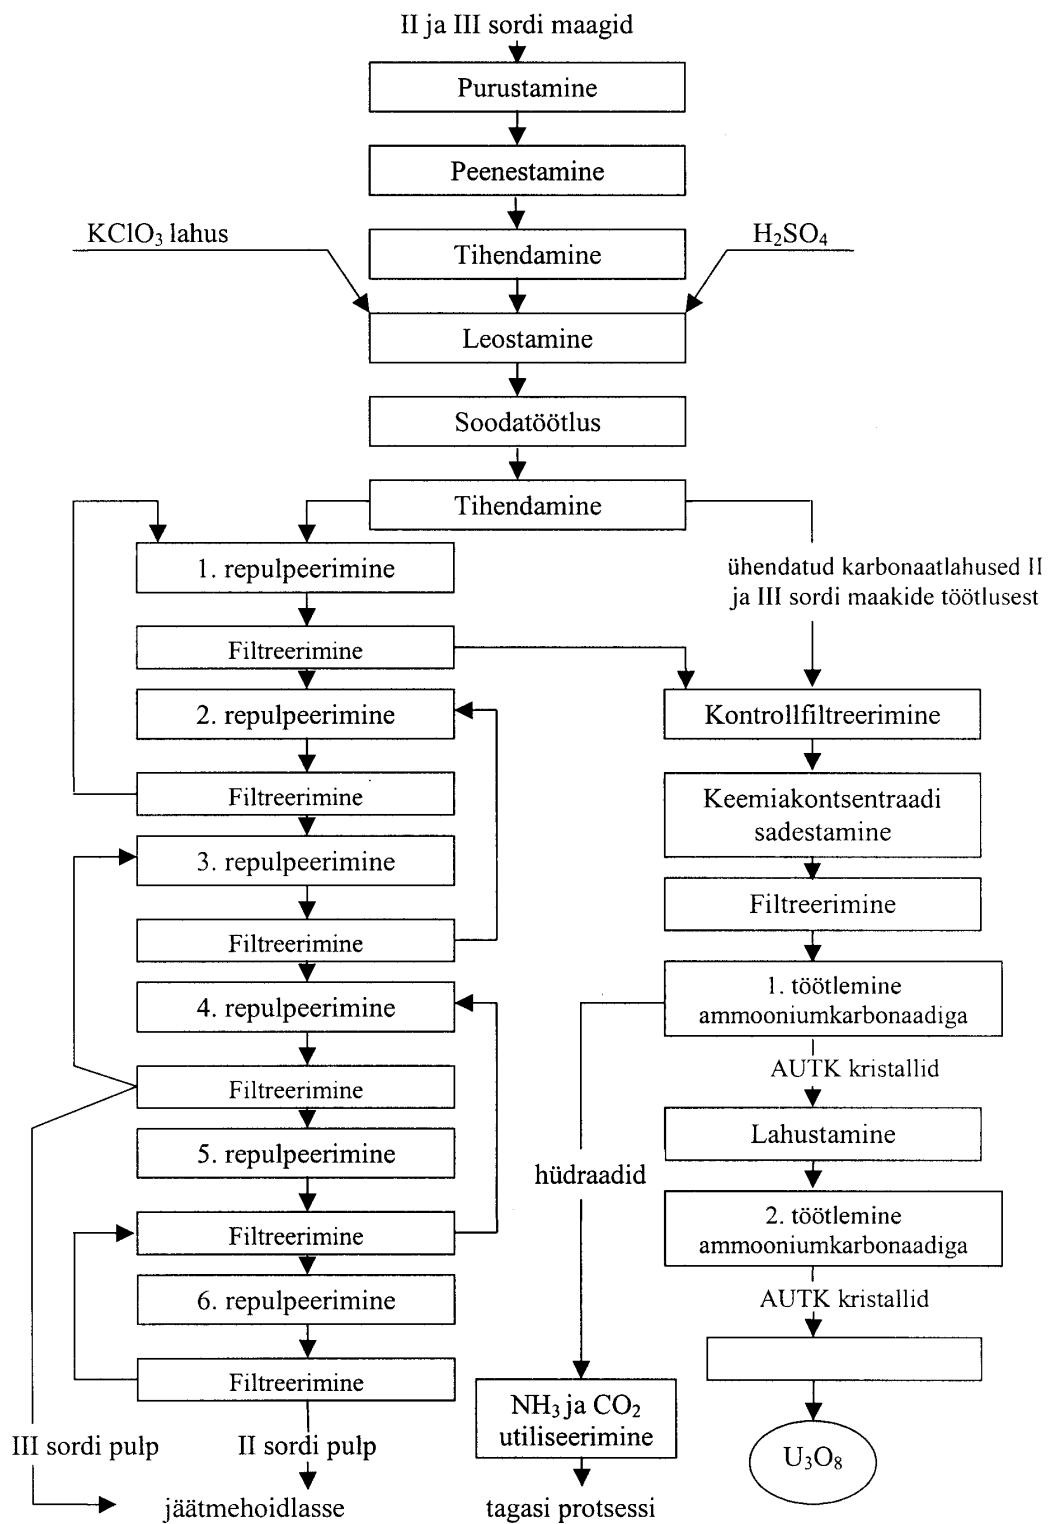 II ja III sordi maagid
Purustamine
Peenestamine
KClO₃ lahus
H₂SO₄
Tihendamine
Leostamine
Soodatöötlus
Tihendamine
1. repulpeerimine
ühendatud karbonaatlahused II
ja III sordi maakide töötlusest
Filtreerimine
2. repulpeerimine
Kontrollfiltreerimine
Filtreerimine
Keemiakontsentraadi
sadestamine
3. repulpeerimine
Filtreerimine
Filtreerimine
4. repulpeerimine
1. töötlemine
ammooniumkarbonaadiga
AUTK kristallid
Filtreerimine
Lahustamine
5. repulpeerimine
hüdraadid
Filtreerimine
2. töötlemine
ammooniumkarbonaadiga
6. repulpeerimine
AUTK kristallid
Filtreerimine
NH₃ ja CO₂
utiliseerimine
III sordi pulp
II sordi pulp
U₃O₈
jäätmehoidlasse
tagasi protsessi